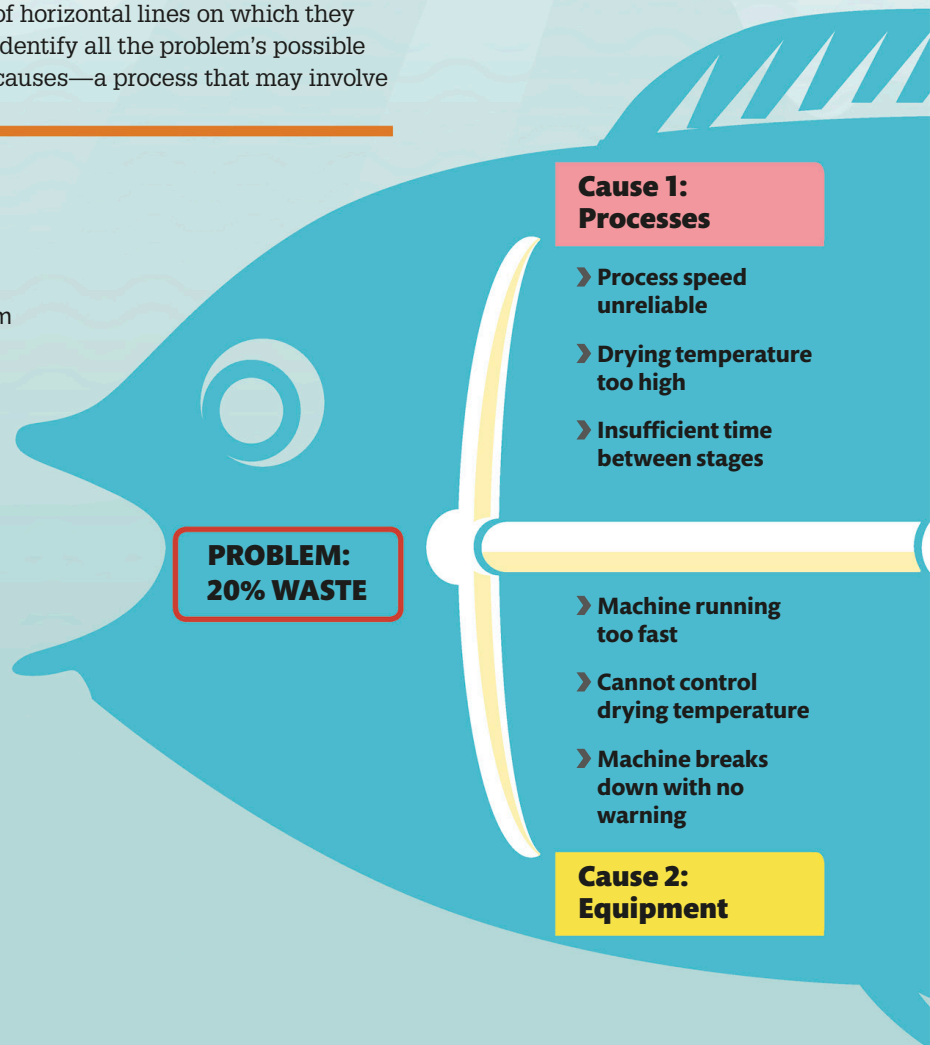 of horizontal lines on which they
identify all the problem's possible
causes—a process that may involve
Cause 1:
Processes
› Process speed
unreliable
› Drying temperature
too high
› Insufficient time
between stages
PROBLEM:
20% WASTE
› Machine running
too fast
› Cannot control
drying temperature
› Machine breaks
down with no
warning
Cause 2:
Equipment